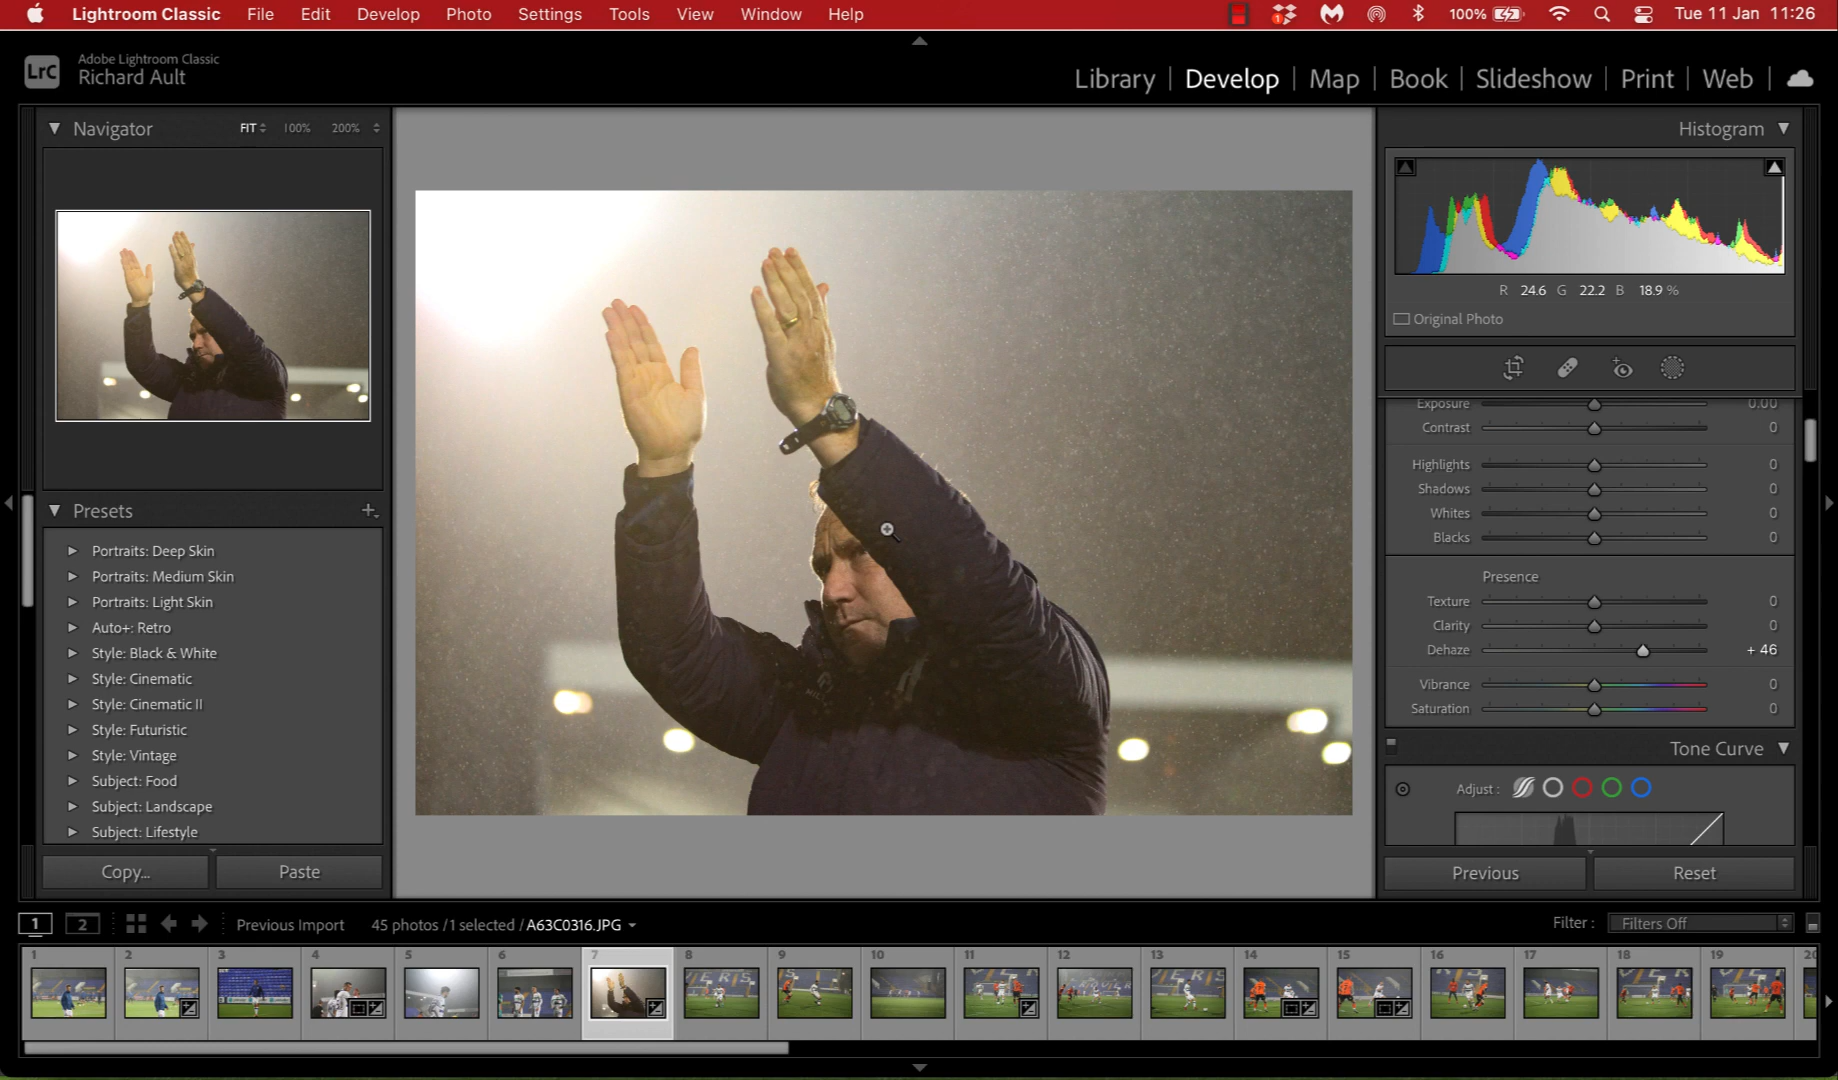 Lightroom Classic File Edit Develop Photo Settings Tools View Window Help 1 100% Tue 11 Jan 11:26
LrC
Adobe Lightroom Classic
Richard Ault
Library | Develop | Map | Book | Slideshow | Print | Web
Navigator FIT 100% 200%
Presets +
Portraits: Deep Skin
Portraits: Medium Skin
Portraits: Light Skin
Auto+: Retro
Style: Black & White
Style: Cinematic
Style: Cinematic II
Style: Futuristic
Style: Vintage
Subject: Food
Subject: Landscape
Subject: Lifestyle
Copy... Paste
Histogram
R 24.6 G 22.2 B 18.9 %
Original Photo
Exposure 0.00
Contrast 0
Highlights 0
Shadows 0
Whites 0
Blacks 0
Presence
Texture 0
Clarity 0
Dehaze + 46
Vibrance 0
Saturation 0
Tone Curve
Adjust :
Previous Reset
1 2 Previous Import 45 photos / 1 selected / A63C0316.JPG Filter : Filters Off
1 2 3 4 5 6 7 8 9 10 11 12 13 14 15 16 17 18 19 20